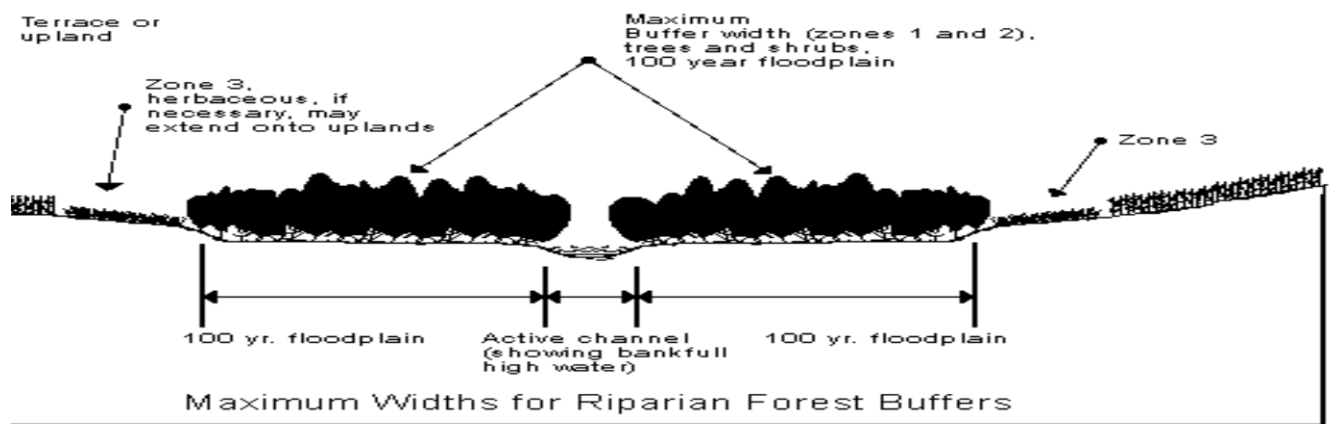 Terrace or
upland
Maximum
Buffer width (zones 1 and 2),
trees and shrubs,
100 year floodplain
Zone 3,
herbaceous, if
necessary, may
extend onto uplands
Zone 3
100 yr. floodplain
Active channel
(showing bankfull
high water)
100 yr. floodplain
Maximum Widths for Riparian Forest Buffers